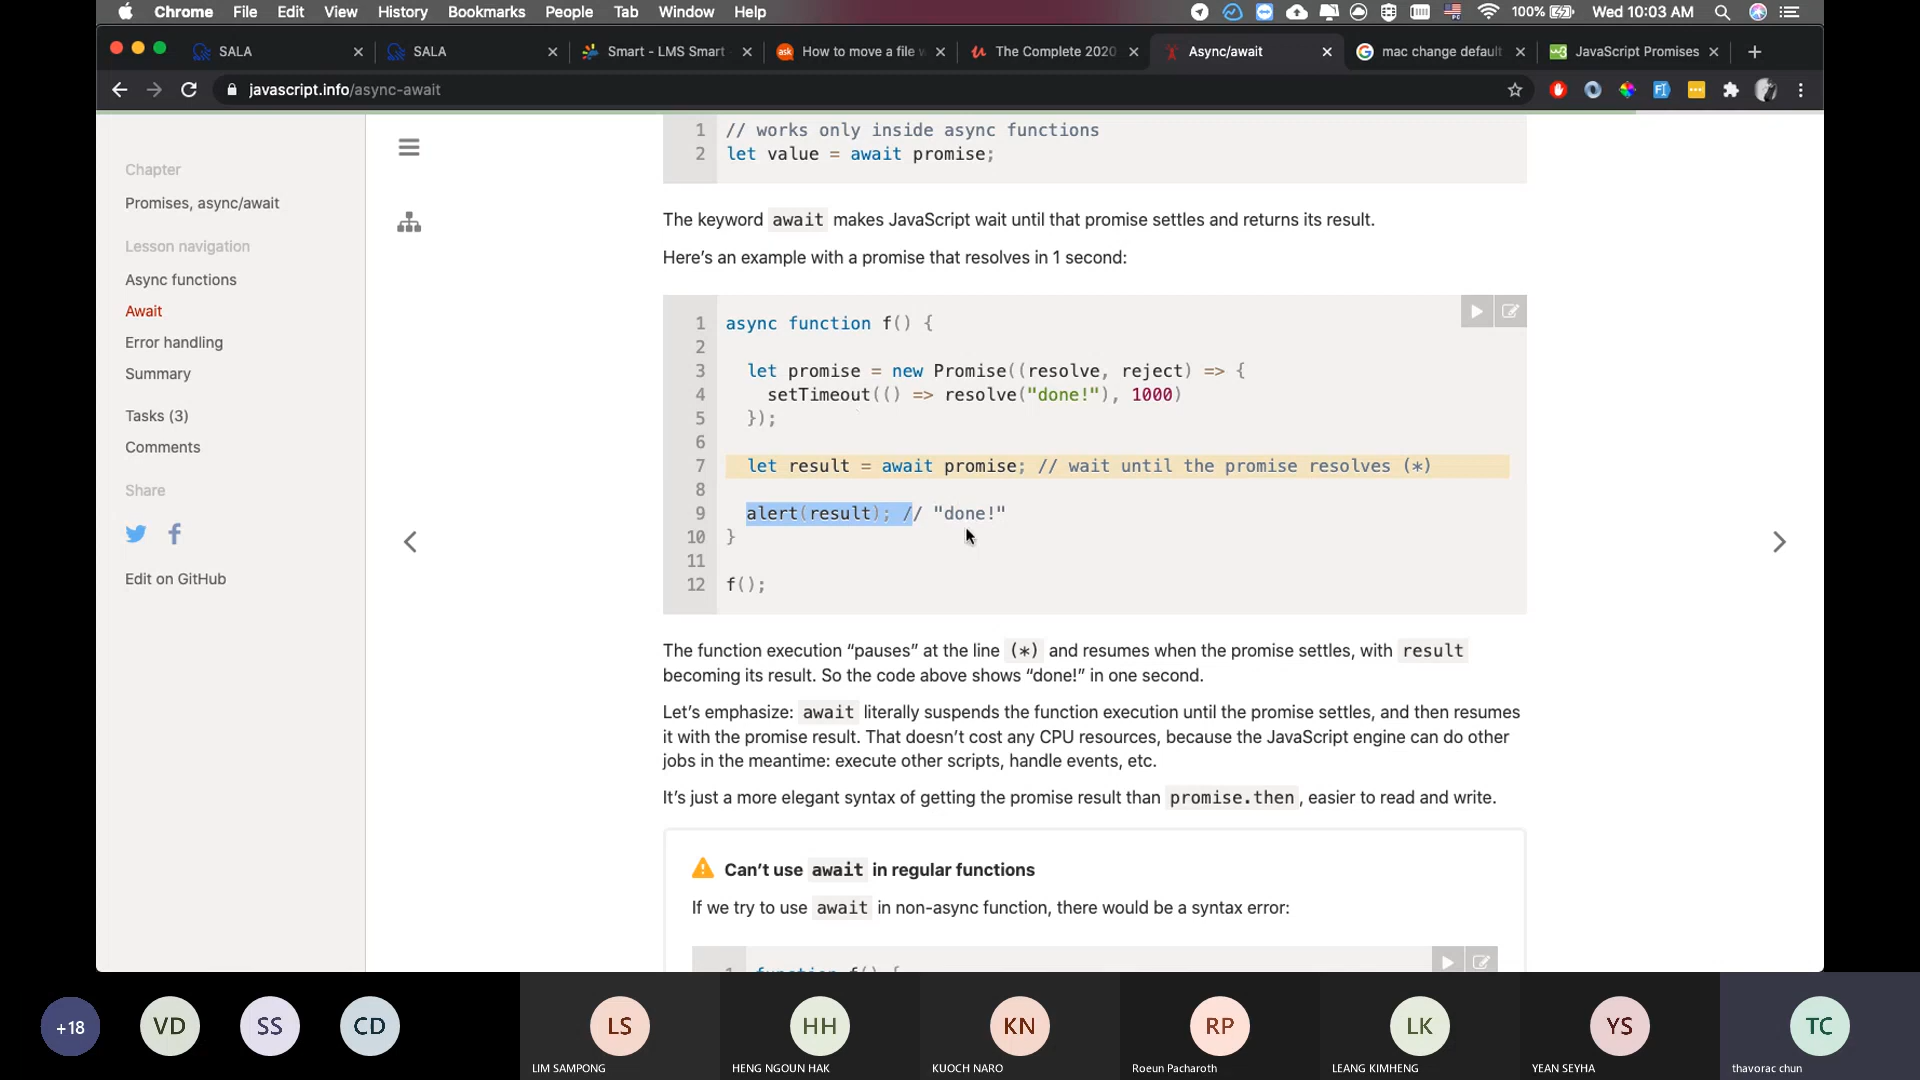 Chrome File Edit View History Bookmarks People Tab Window Help 100% Wed 10:03 AM
SALA SALA Smart - LMS Smart ask How to move a file w The Complete 2020 Async/await mac change default JavaScript Promises
javascript.info/async-await
Chapter
Promises, async/await
Lesson navigation
Async functions
Await
Error handling
Summary
Tasks (3)
Comments
Share
Edit on GitHub
1 // works only inside async functions
2 let value = await promise;
The keyword await makes JavaScript wait until that promise settles and returns its result.
Here's an example with a promise that resolves in 1 second:
1 async function f() {
2
3 let promise = new Promise((resolve, reject) => {
4 setTimeout(() => resolve("done!"), 1000)
5 });
6
7 let result = await promise; // wait until the promise resolves (*)
8
9 alert(result); // "done!"
10 }
11
12 f();
The function execution “pauses” at the line (*) and resumes when the promise settles, with result
becoming its result. So the code above shows “done!” in one second.
Let's emphasize: await literally suspends the function execution until the promise settles, and then resumes
it with the promise result. That doesn't cost any CPU resources, because the JavaScript engine can do other
jobs in the meantime: execute other scripts, handle events, etc.
It's just a more elegant syntax of getting the promise result than promise.then, easier to read and write.
Can't use await in regular functions
If we try to use await in non-async function, there would be a syntax error:
1 function f() {
+18 VD SS CD LS HH KN RP LK YS TC
LIM SAMPONG HENG NGOUN HAK KUOCH NARO Roeun Pacharoth LEANG KIMHENG YEAN SEYHA thavorac chun